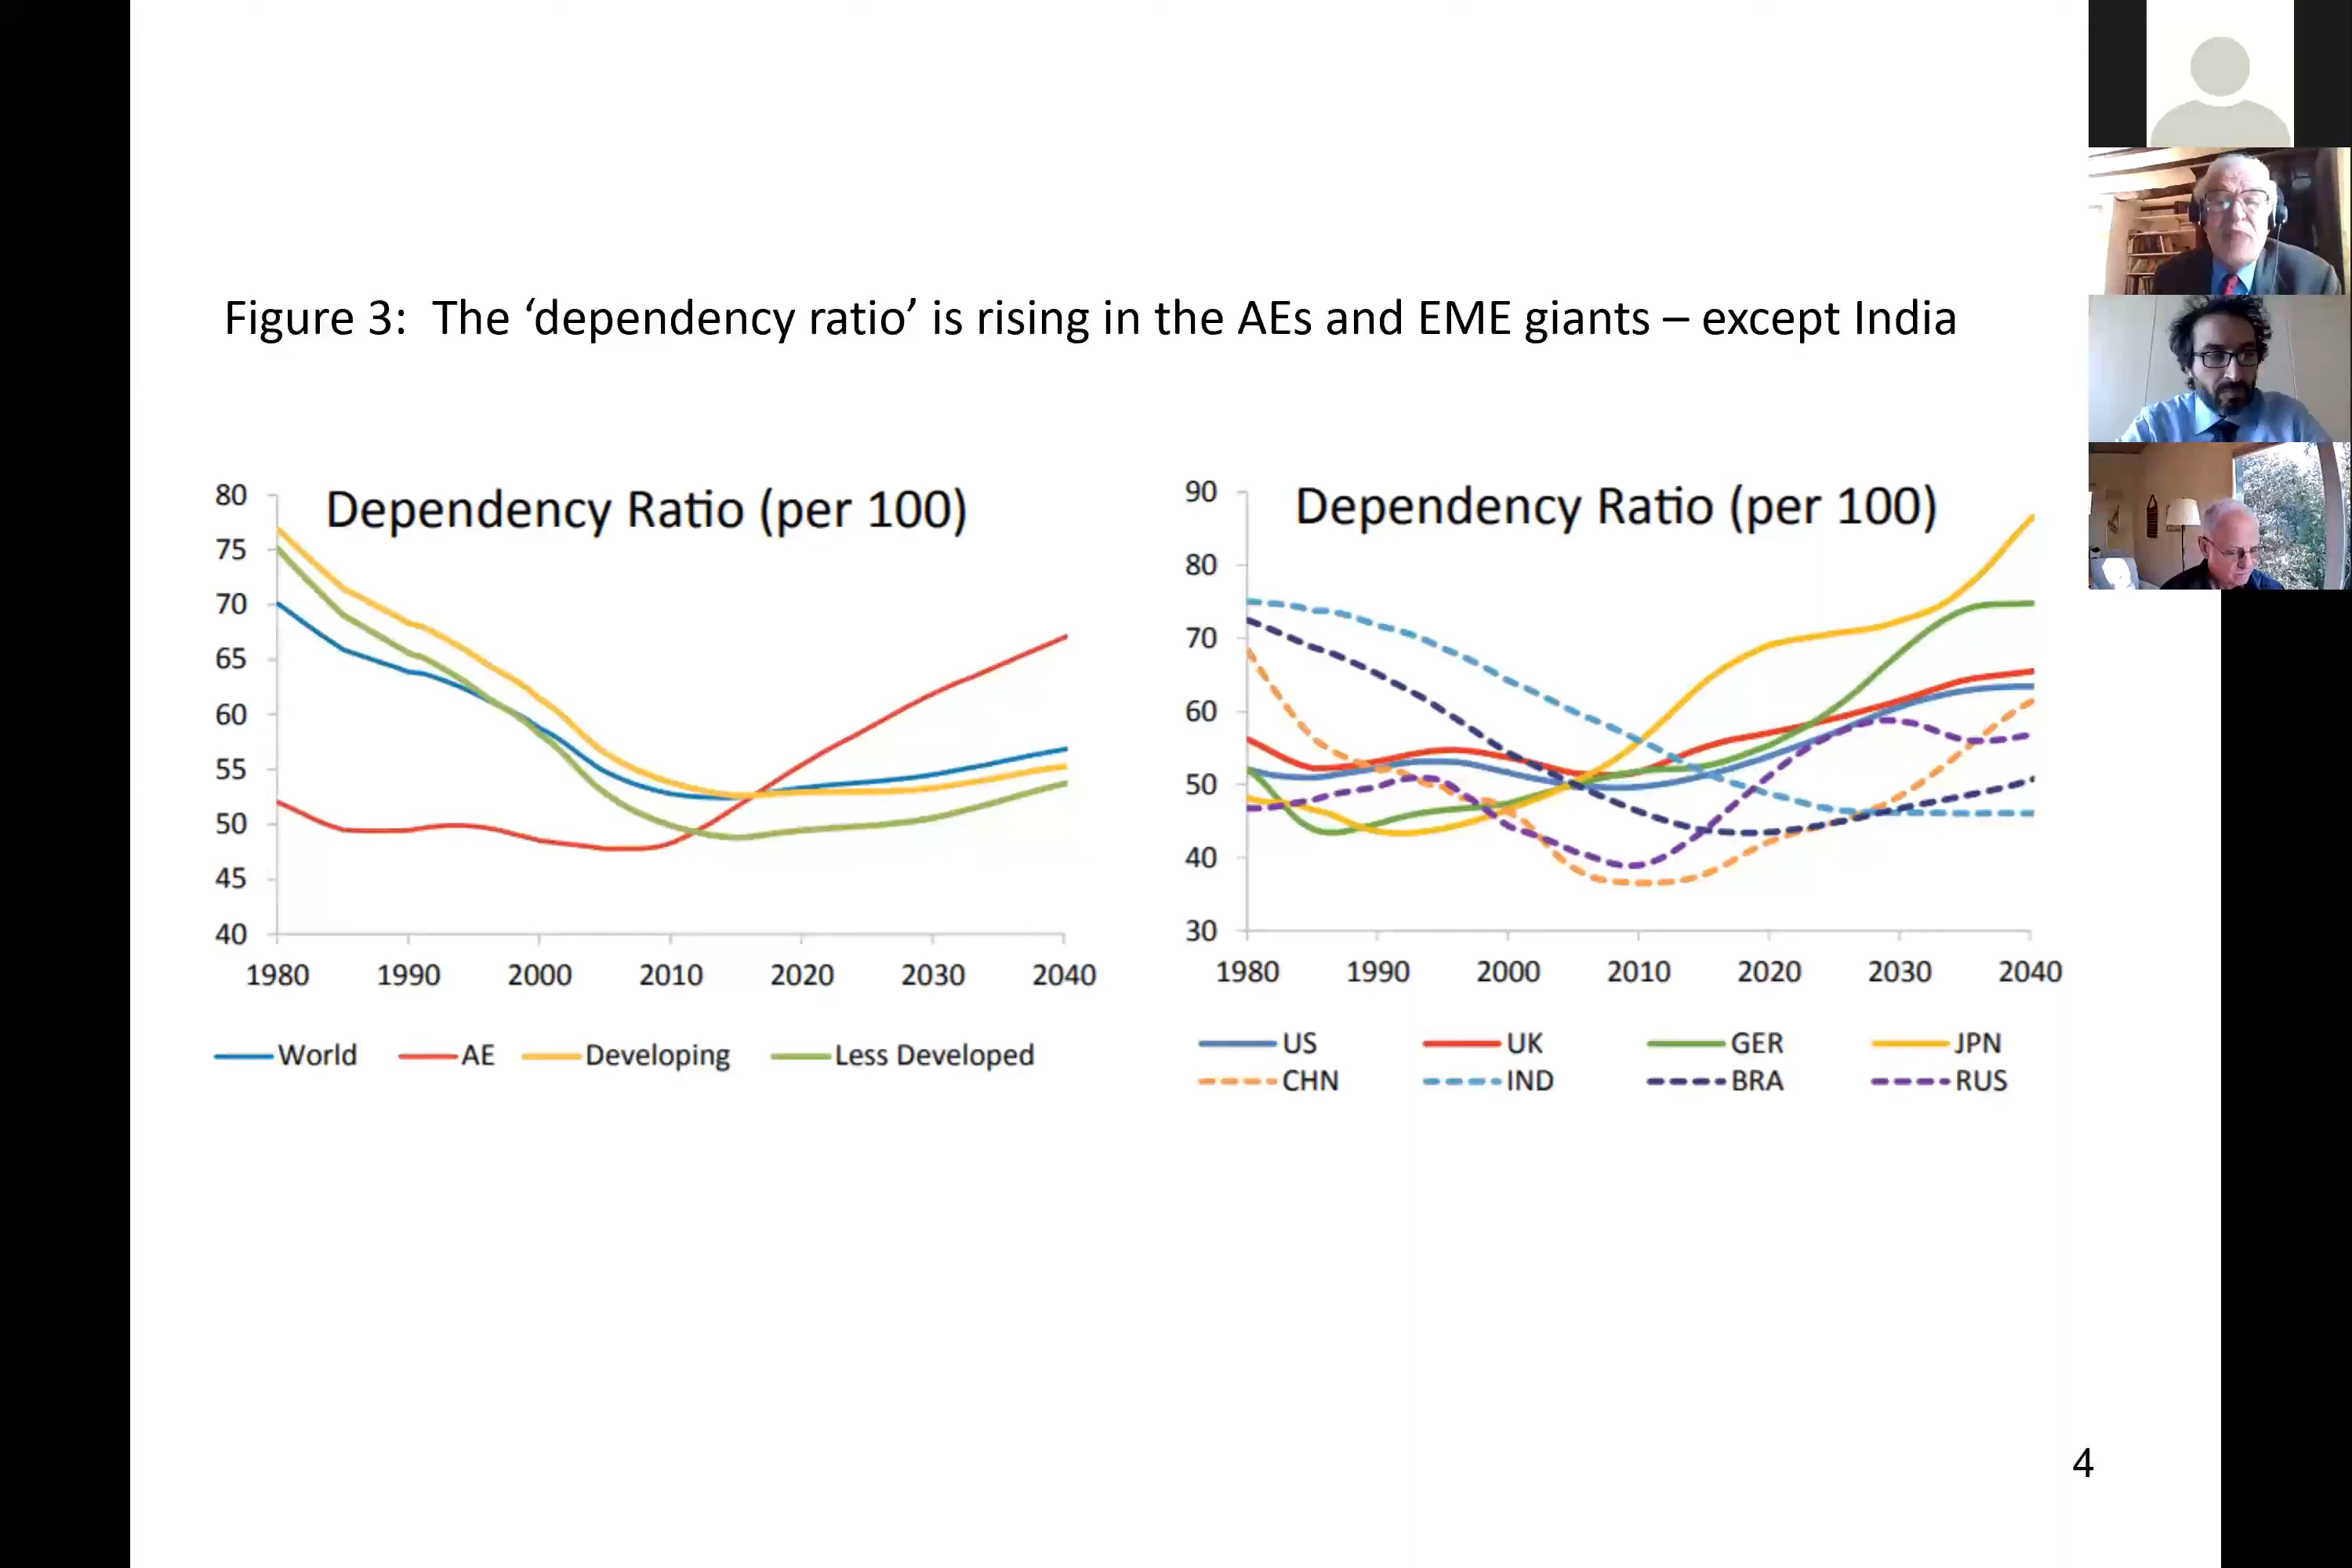 Figure 3: The ‘dependency ratio’ is rising in the AEs and EME giants – except India
Dependency Ratio (per 100)
80
75
70
65
60
55
50
45
40
1980 1990 2000 2010 2020 2030 2040
World AE Developing Less Developed
Dependency Ratio (per 100)
90
80
70
60
50
40
30
1980 1990 2000 2010 2020 2030 2040
US UK GER JPN
CHN IND BRA RUS
4